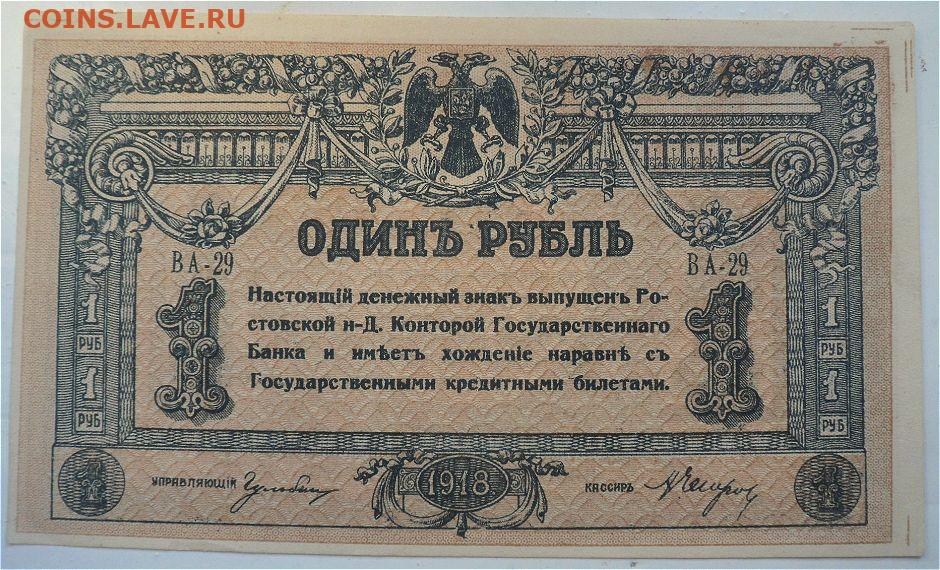 COINS.LAVE.RU
ОДИНЪ РУБЛЬ
ВА-29 ВА-29
1 1
Настоящій денежный знакъ выпущенъ Ро-
стовской н-Д. Конторой Государственнаго
Банка и имѣетъ хожденіе наравнѣ съ
Государственными кредитными билетами.
1 1
РУБ РУБ
1 1
РУБ РУБ
УПРАВЛЯЮЩІЙ КАССИРЪ
1 1918 1